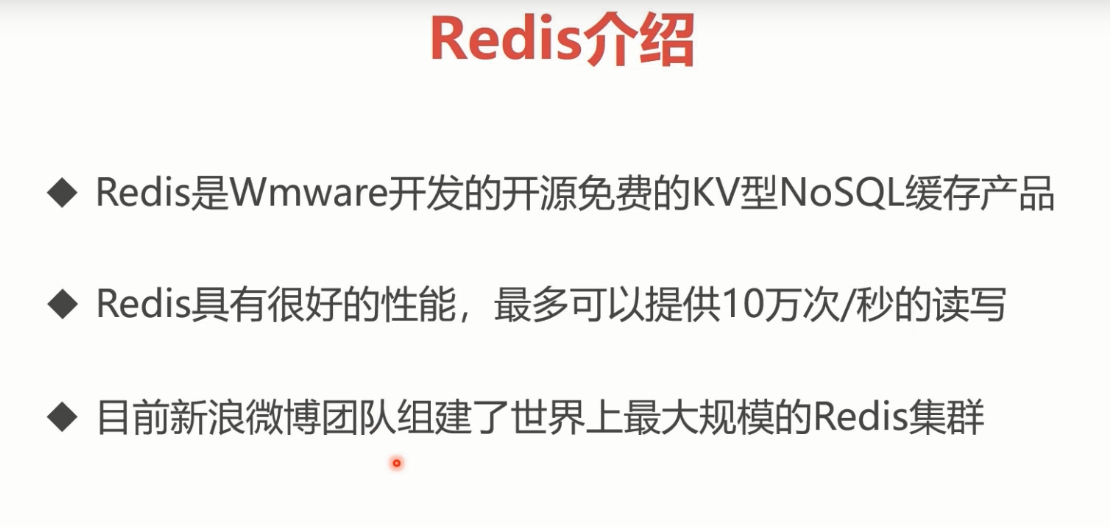 Redis介绍
◆ Redis是Wmware开发的开源免费的KV型NoSQL缓存产品
◆ Redis具有很好的性能，最多可以提供10万次/秒的读写
◆ 目前新浪微博团队组建了世界上最大规模的Redis集群